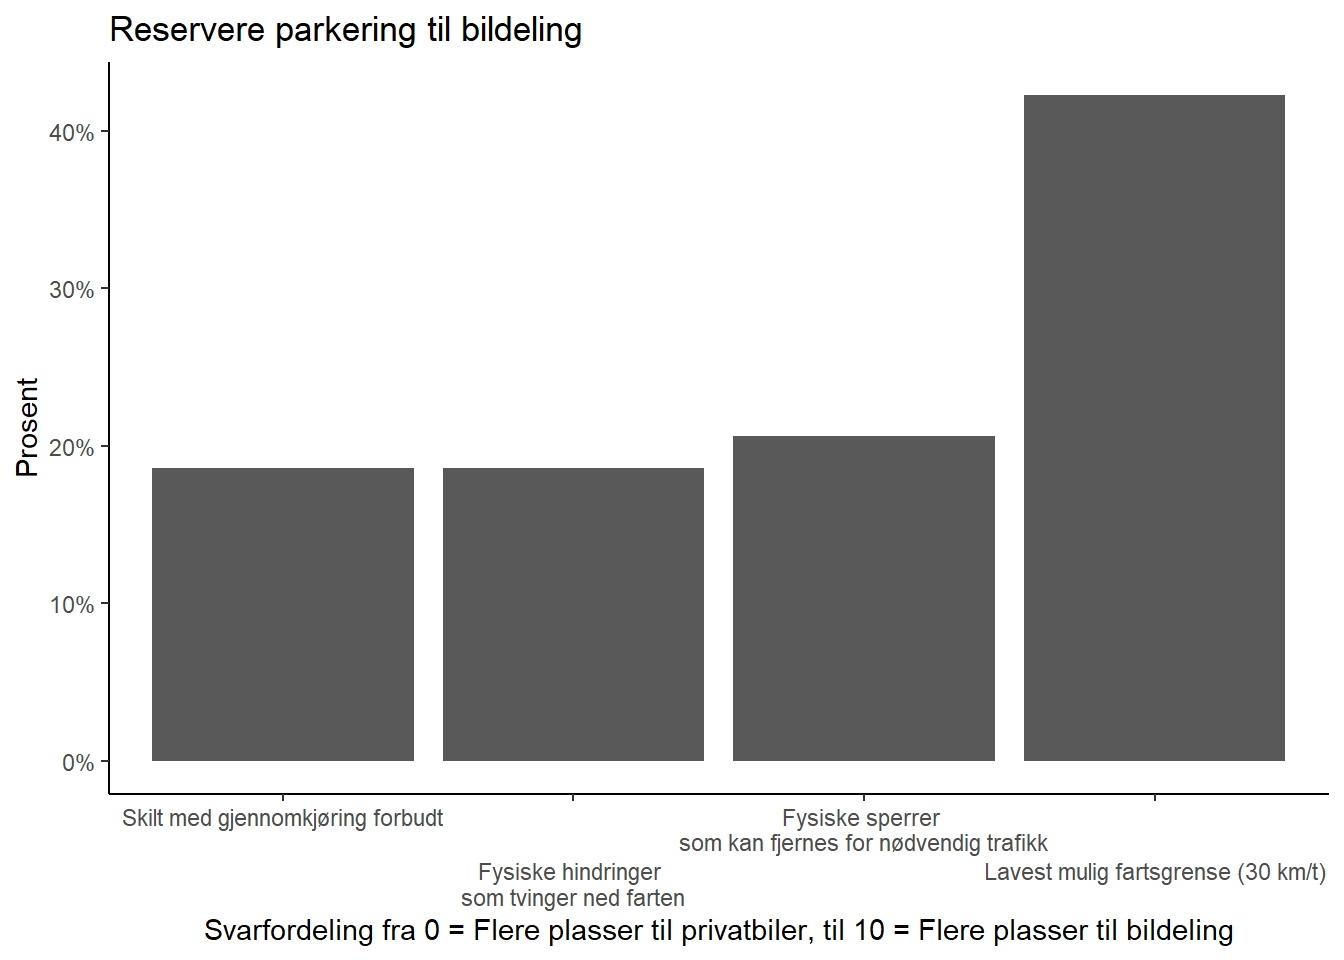 Reservere parkering til bildeling
Prosent
40%
30%
20%
10%
0%
Skilt med gjennomkjøring forbudt
Fysiske hindringer
som tvinger ned farten
Fysiske sperrer
som kan fjernes for nødvendig trafikk
Lavest mulig fartsgrense (30 km/t)
Svarfordeling fra 0 = Flere plasser til privatbiler, til 10 = Flere plasser til bildeling